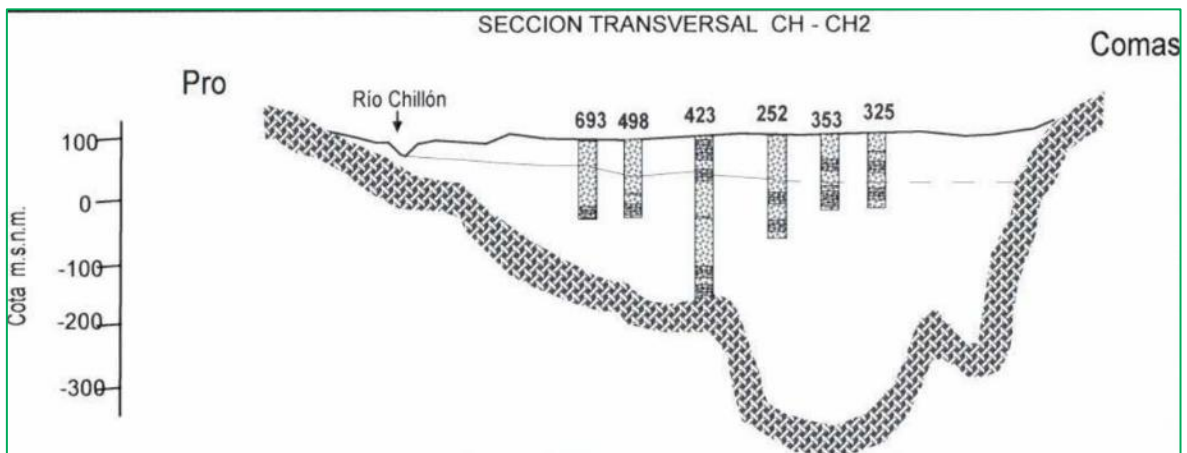 SECCION TRANSVERSAL CH - CH2
Comas
Pro
Río Chillón
693 498 423 252 353 325
100
0
-100
-200
-300
Cota m.s.n.m.